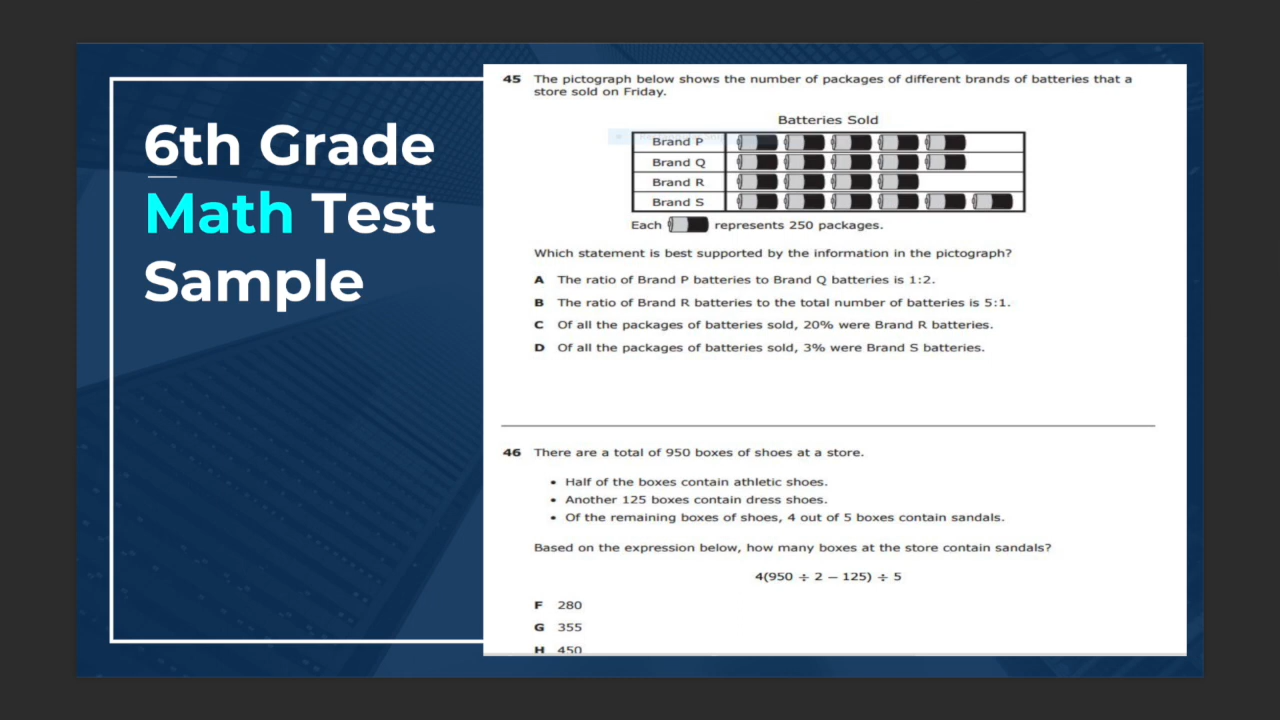 6th Grade
Math Test
Sample
45 The pictograph below shows the number of packages of different brands of batteries that a
store sold on Friday.
Batteries Sold
Brand P
Brand Q
Brand R
Brand S
Each represents 250 packages.
Which statement is best supported by the information in the pictograph?
A The ratio of Brand P batteries to Brand Q batteries is 1:2.
B The ratio of Brand R batteries to the total number of batteries is 5:1.
C Of all the packages of batteries sold, 20% were Brand R batteries.
D Of all the packages of batteries sold, 3% were Brand S batteries.
46 There are a total of 950 boxes of shoes at a store.
• Half of the boxes contain athletic shoes.
• Another 125 boxes contain dress shoes.
• Of the remaining boxes of shoes, 4 out of 5 boxes contain sandals.
Based on the expression below, how many boxes at the store contain sandals?
4(950 ÷ 2 − 125) ÷ 5
F 280
G 355
H 450